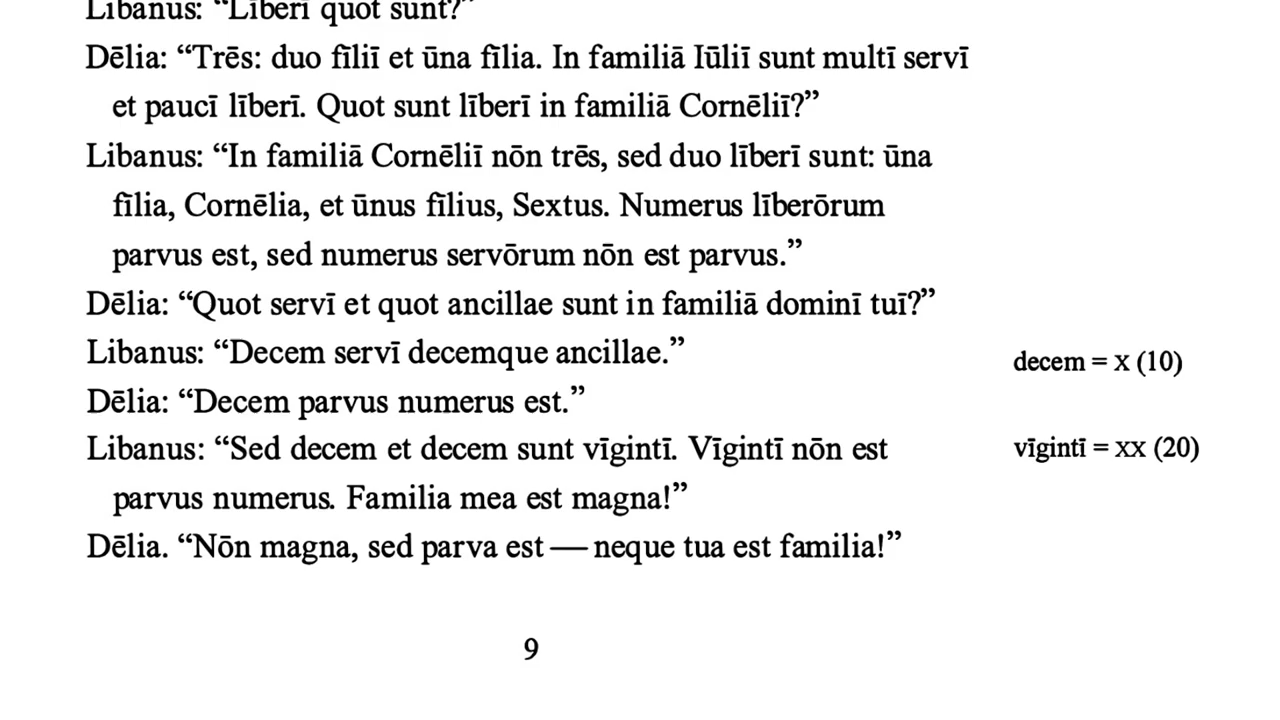 Libanus: “Līberī quot sunt?”
Dēlia: “Trēs: duo fīliī et ūna fīlia. In familiā Iūliī sunt multī servī
et paucī līberī. Quot sunt līberī in familiā Cornēliī?”
Libanus: “In familiā Cornēliī nōn trēs, sed duo līberī sunt: ūna
fīlia, Cornēlia, et ūnus fīlius, Sextus. Numerus līberōrum
parvus est, sed numerus servōrum nōn est parvus.”
Dēlia: “Quot servī et quot ancillae sunt in familiā dominī tuī?”
Libanus: “Decem servī decemque ancillae.”
decem = X (10)
Dēlia: “Decem parvus numerus est.”
Libanus: “Sed decem et decem sunt vīgintī. Vīgintī nōn est
vīgintī = XX (20)
parvus numerus. Familia mea est magna!”
Dēlia. “Nōn magna, sed parva est — neque tua est familia!”
9